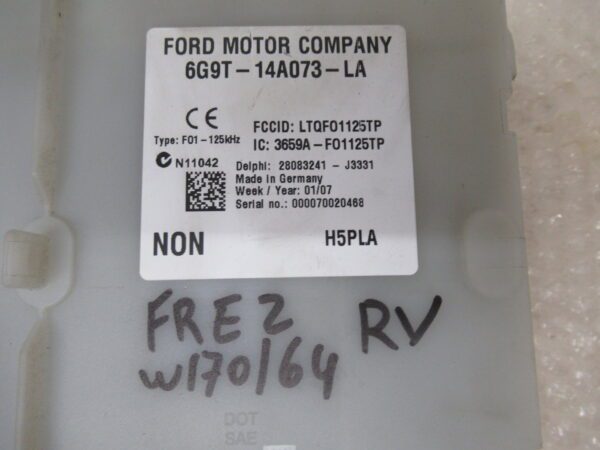 FORD MOTOR COMPANY
6G9T-14A073-LA
CE
Type: F01-125kHz
FCCID: LTQF01125TP
IC: 3659A-F01125TP
N11042
Delphi: 28083241 - J3331
Made in Germany
Week / Year: 01/07
Serial no.: 000070020468
NON
H5PLA
FRE2 RV
W170/64
DOT
SAE